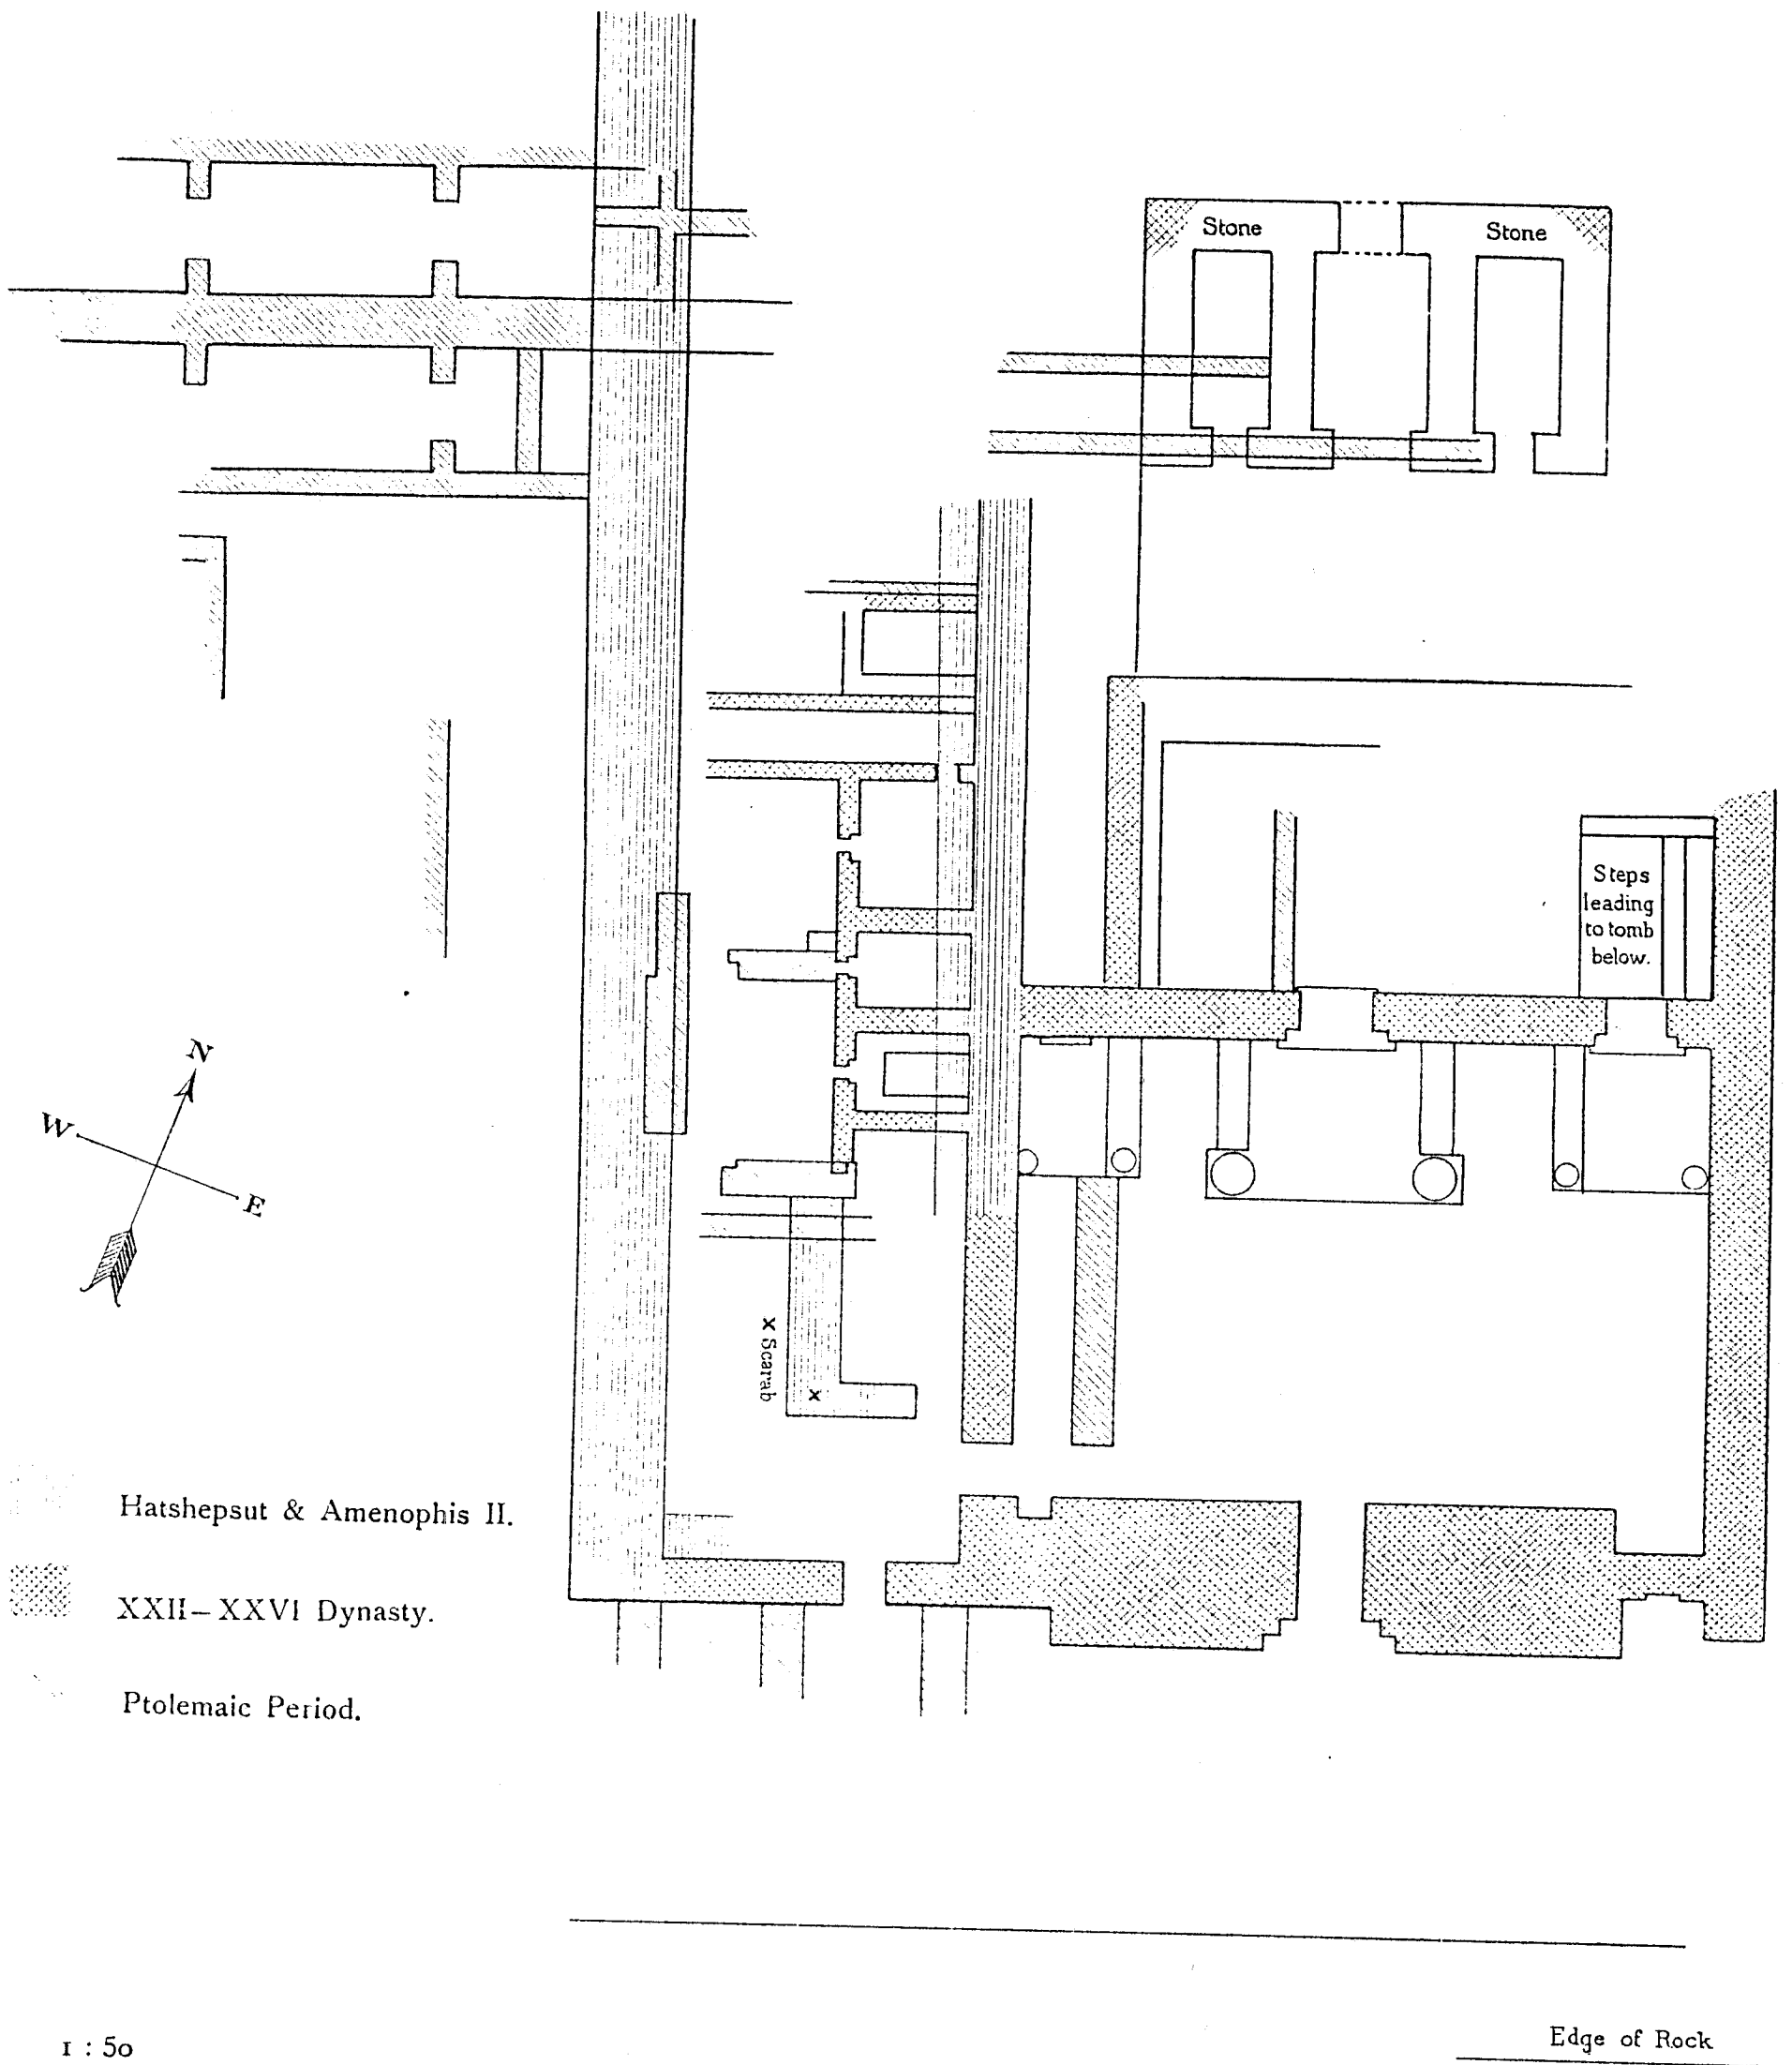 Stone
Stone
Steps
leading
to tomb
below.
N
W.
E
x Scarab
x
Hatshepsut & Amenophis II.
XXII–XXVI Dynasty.
Ptolemaic Period.
1 : 50
Edge of Rock